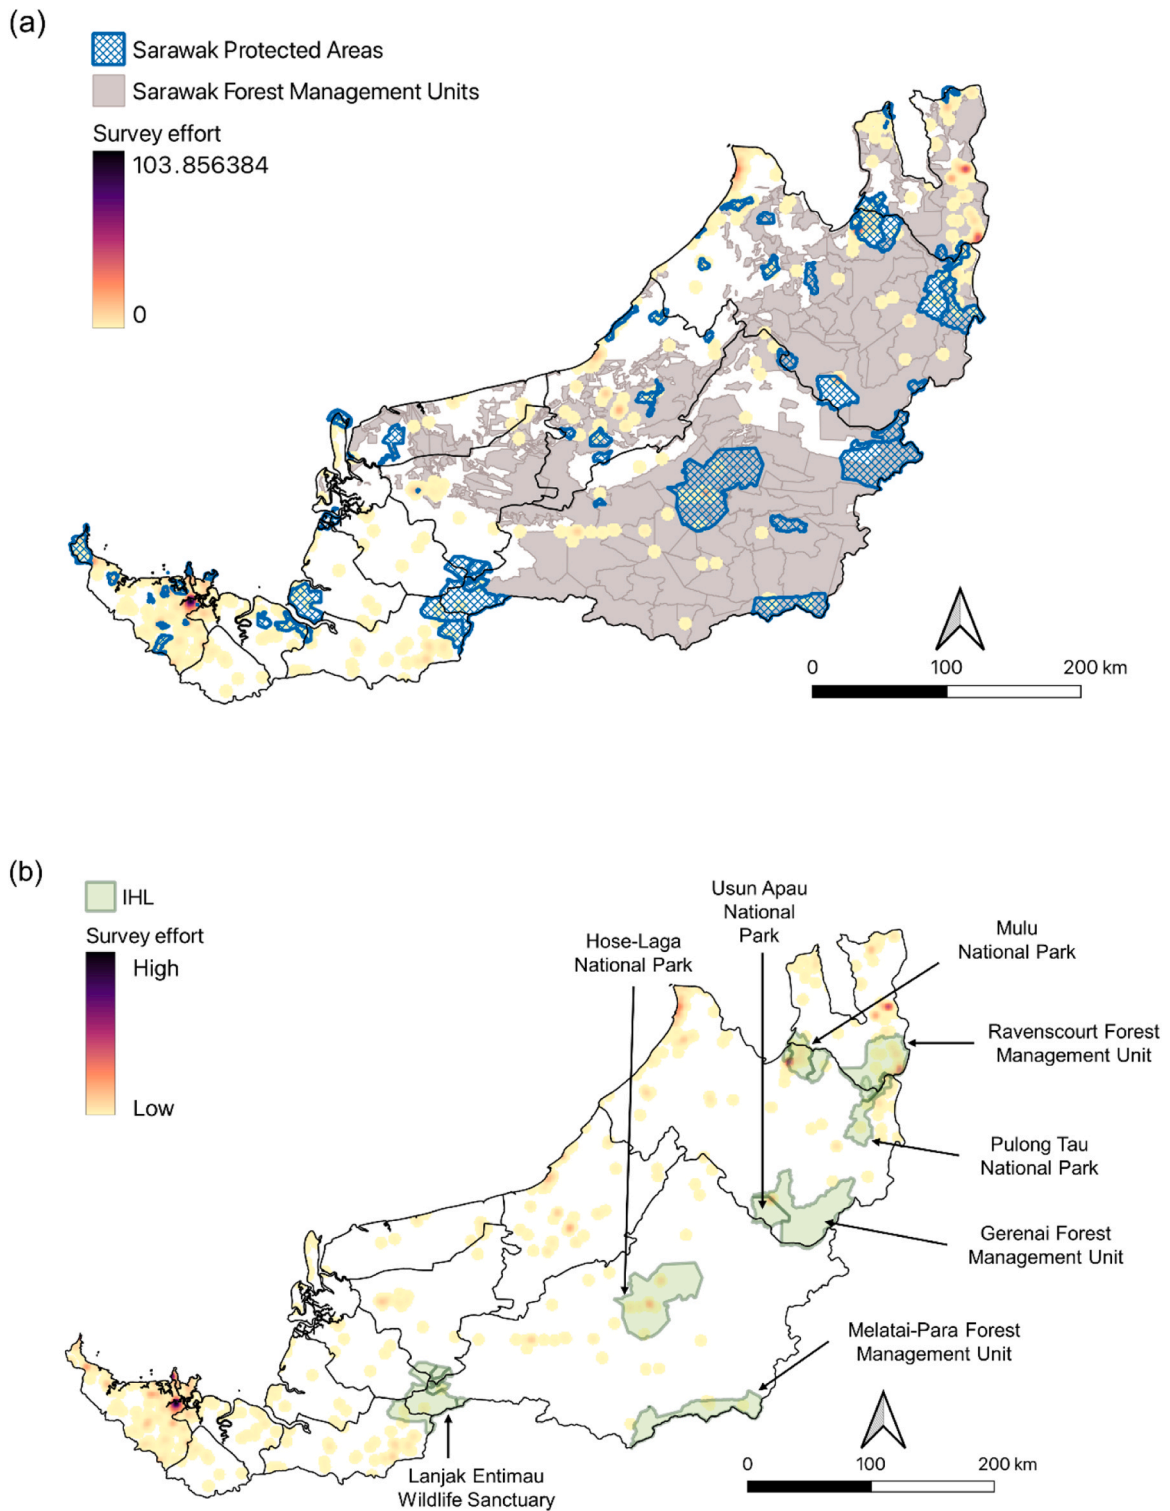 (a)
Sarawak Protected Areas
Sarawak Forest Management Units
Survey effort
103.856384
0
0
100
200 km
(b)
IHL
Survey effort
High
Low
Usun Apau
National
Park
Hose-Laga
National Park
Mulu
National Park
Ravenscourt Forest
Management Unit
Pulong Tau
National Park
Gerenai Forest
Management Unit
Melatai-Para Forest
Management Unit
Lanjak Entimau
Wildlife Sanctuary
0
100
200 km